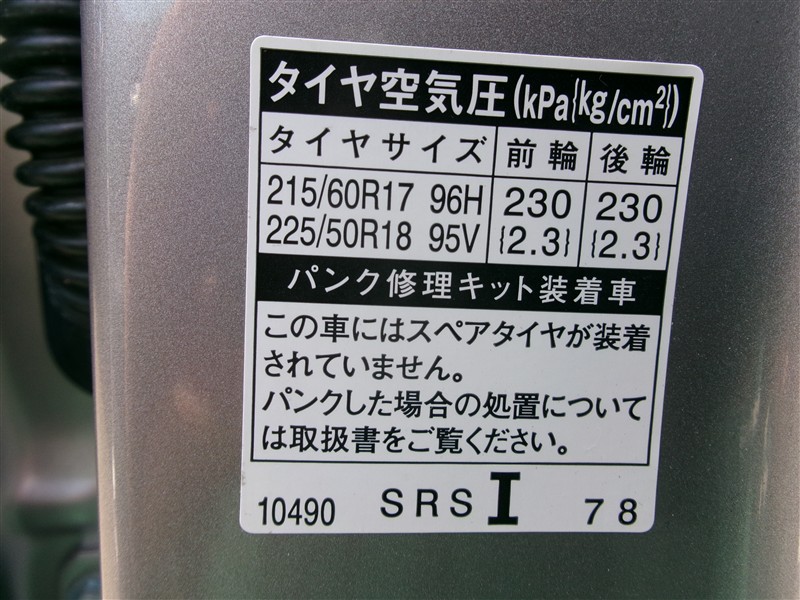 タイヤ空気圧(kPa{kg/cm²})
タイヤサイズ 前輪 後輪
215/60R17 96H 230 230
225/50R18 95V {2.3} {2.3}
パンク修理キット装着車
この車にはスペアタイヤが装着
されていません。
パンクした場合の処置について
は取扱書をご覧ください。
10490 SRS I 78